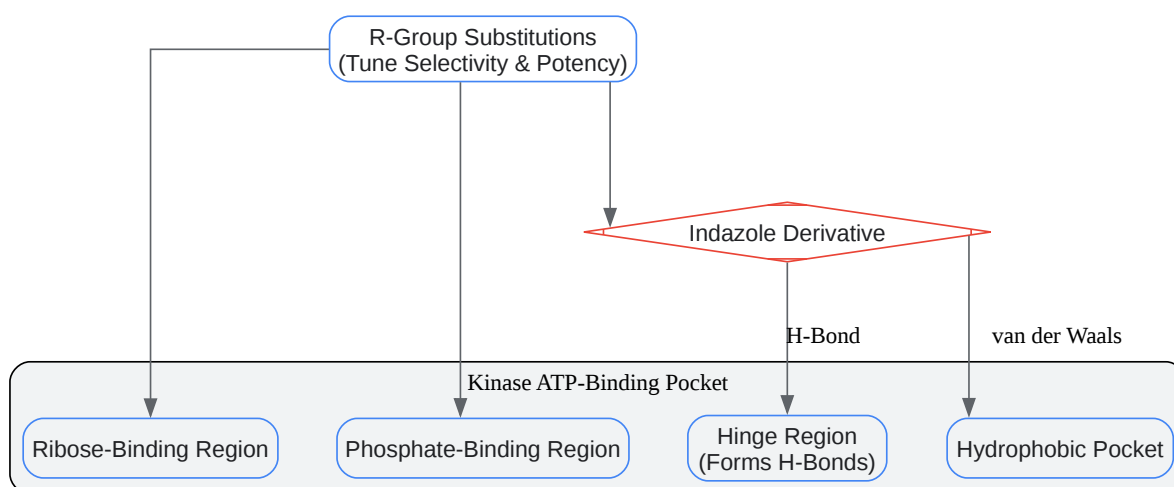 R-Group Substitutions
(Tune Selectivity & Potency)
Indazole Derivative
H-Bond
van der Waals
Kinase ATP-Binding Pocket
Ribose-Binding Region
Phosphate-Binding Region
Hinge Region
(Forms H-Bonds)
Hydrophobic Pocket